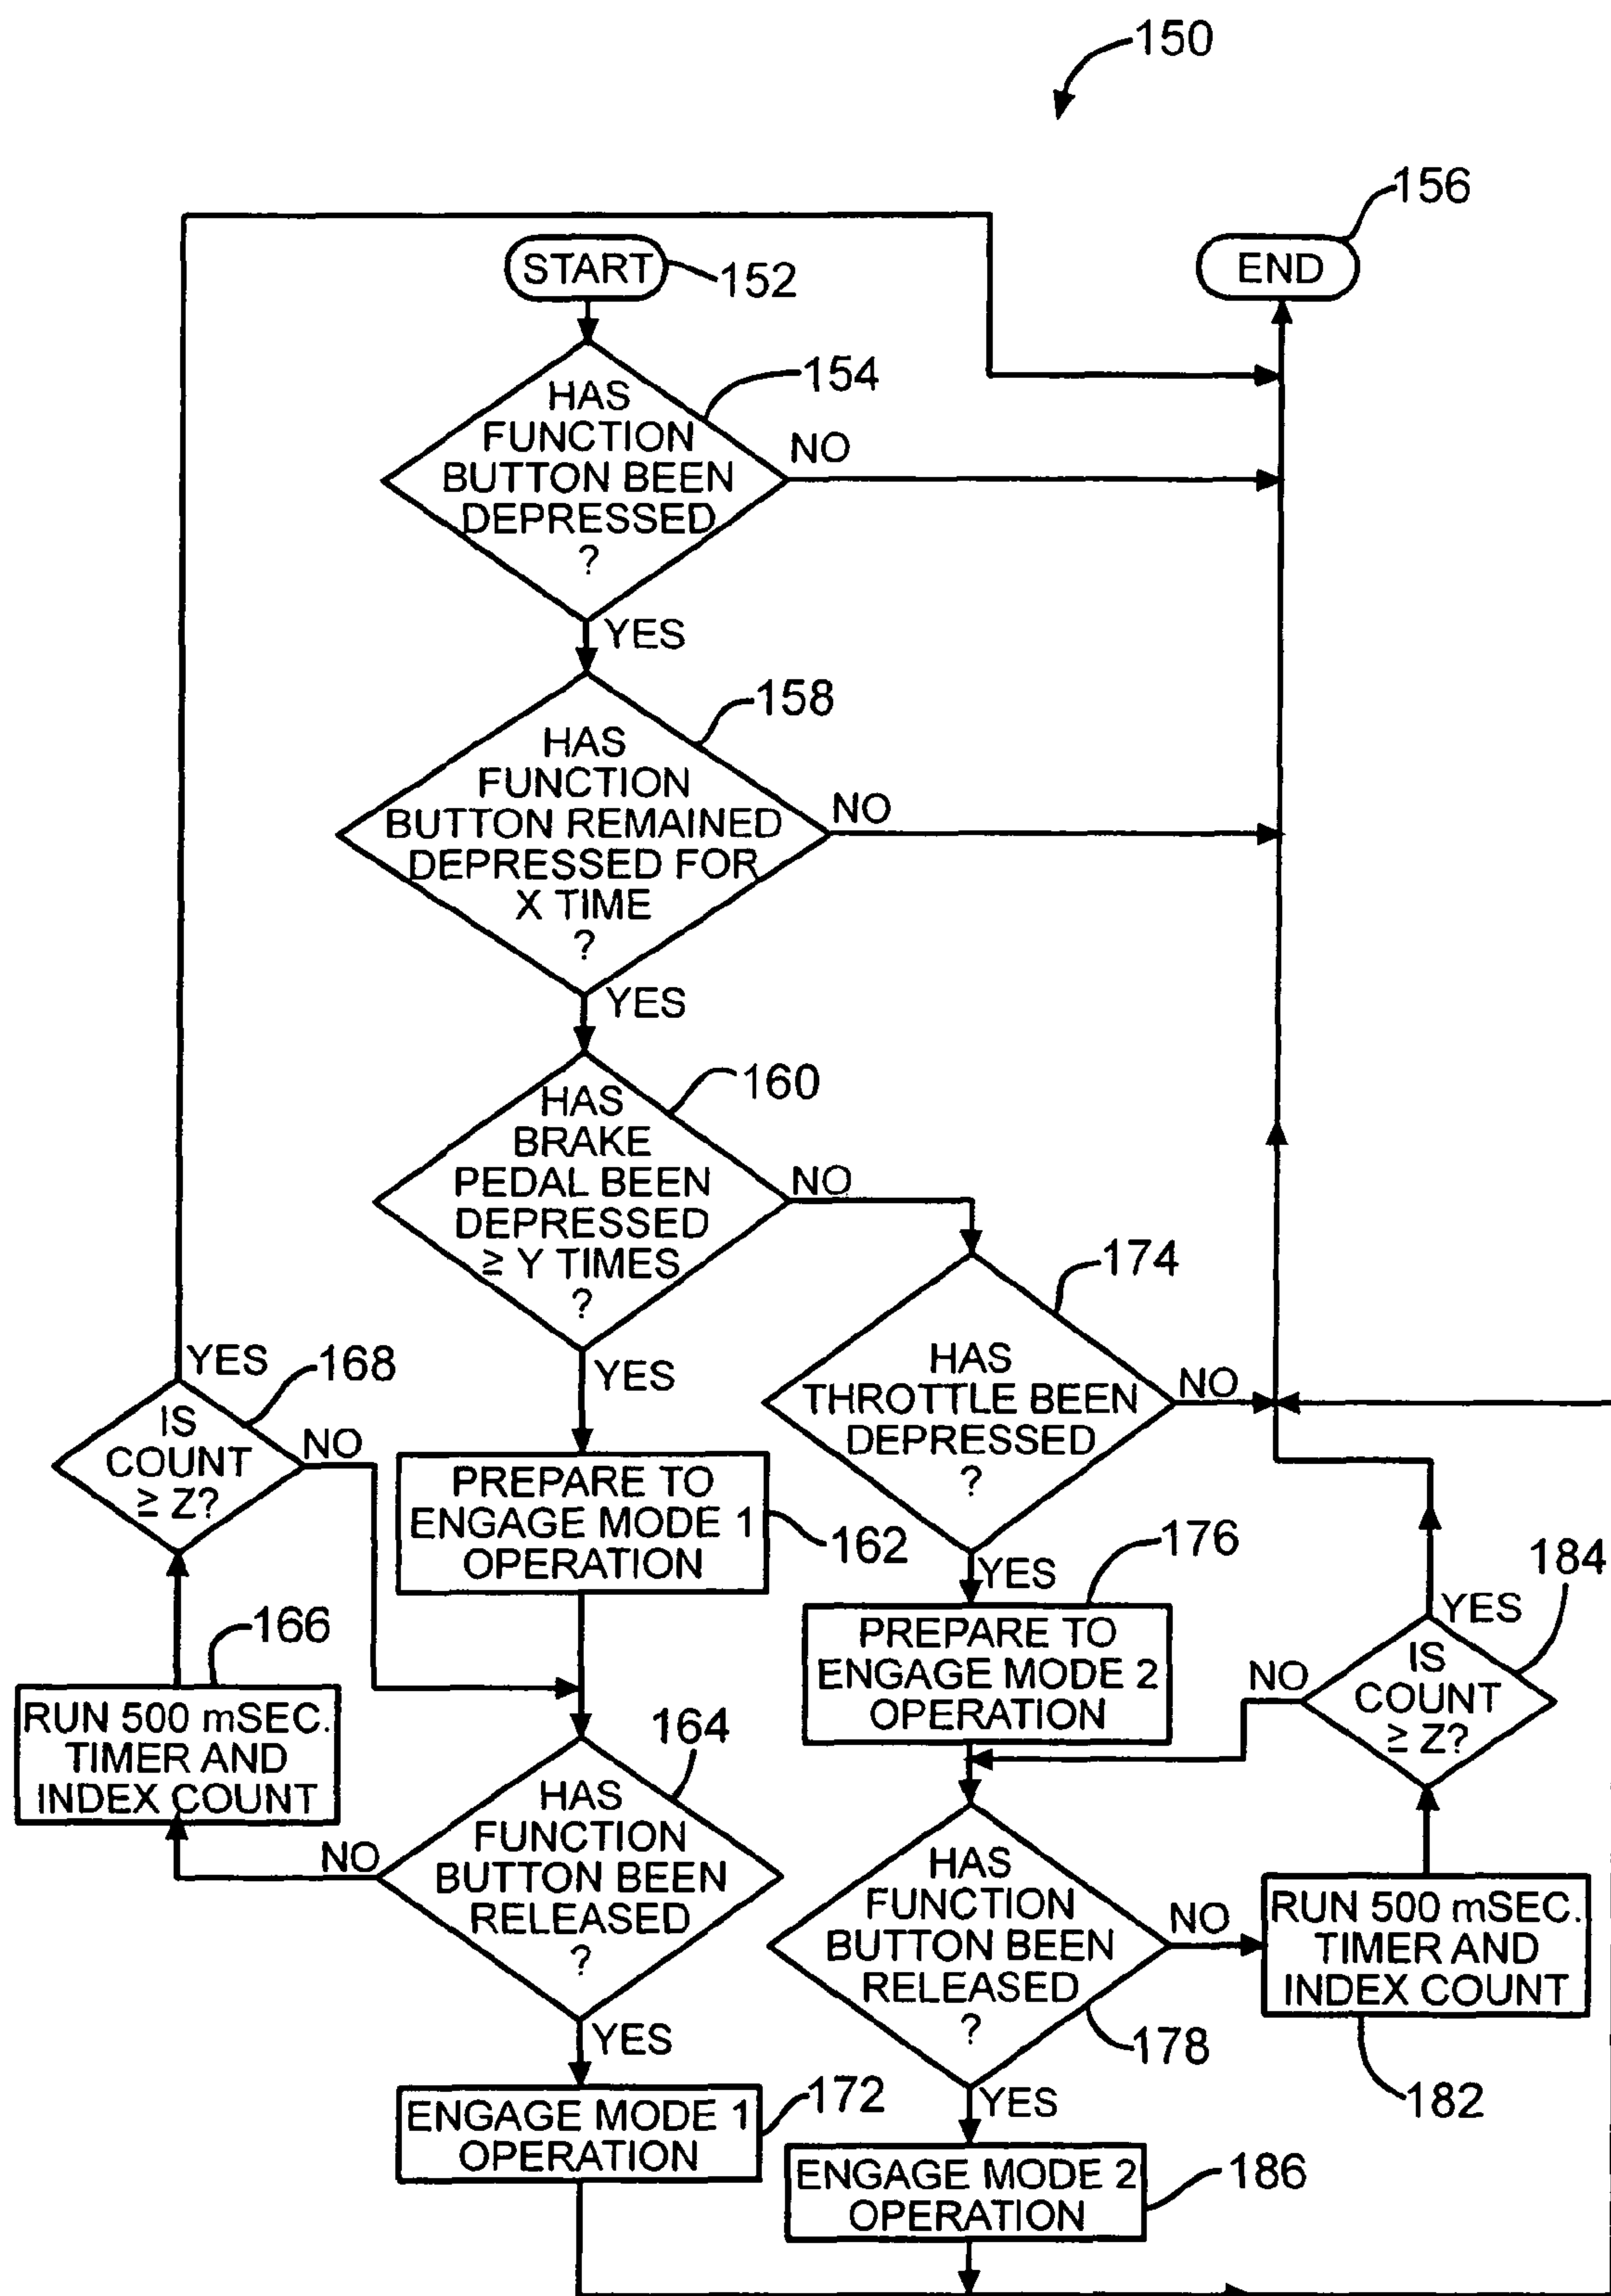 150
156
START
152
END
HAS
FUNCTION
BUTTON BEEN
DEPRESSED
?
154
NO
YES
HAS
FUNCTION
BUTTON REMAINED
DEPRESSED FOR
X TIME
?
158
NO
YES
HAS
BRAKE
PEDAL BEEN
DEPRESSED
≥ Y TIMES
?
160
NO
YES
HAS
THROTTLE BEEN
DEPRESSED
?
174
NO
YES
YES
168
IS
COUNT
≥ Z?
NO
PREPARE TO
ENGAGE MODE 1
OPERATION
162
176
PREPARE TO
ENGAGE MODE 2
OPERATION
184
YES
IS
COUNT
≥ Z?
NO
166
RUN 500 mSEC.
TIMER AND
INDEX COUNT
164
HAS
FUNCTION
BUTTON BEEN
RELEASED
?
NO
YES
HAS
FUNCTION
BUTTON BEEN
RELEASED
?
178
NO
YES
RUN 500 mSEC.
TIMER AND
INDEX COUNT
182
ENGAGE MODE 1
OPERATION
172
ENGAGE MODE 2
OPERATION
186